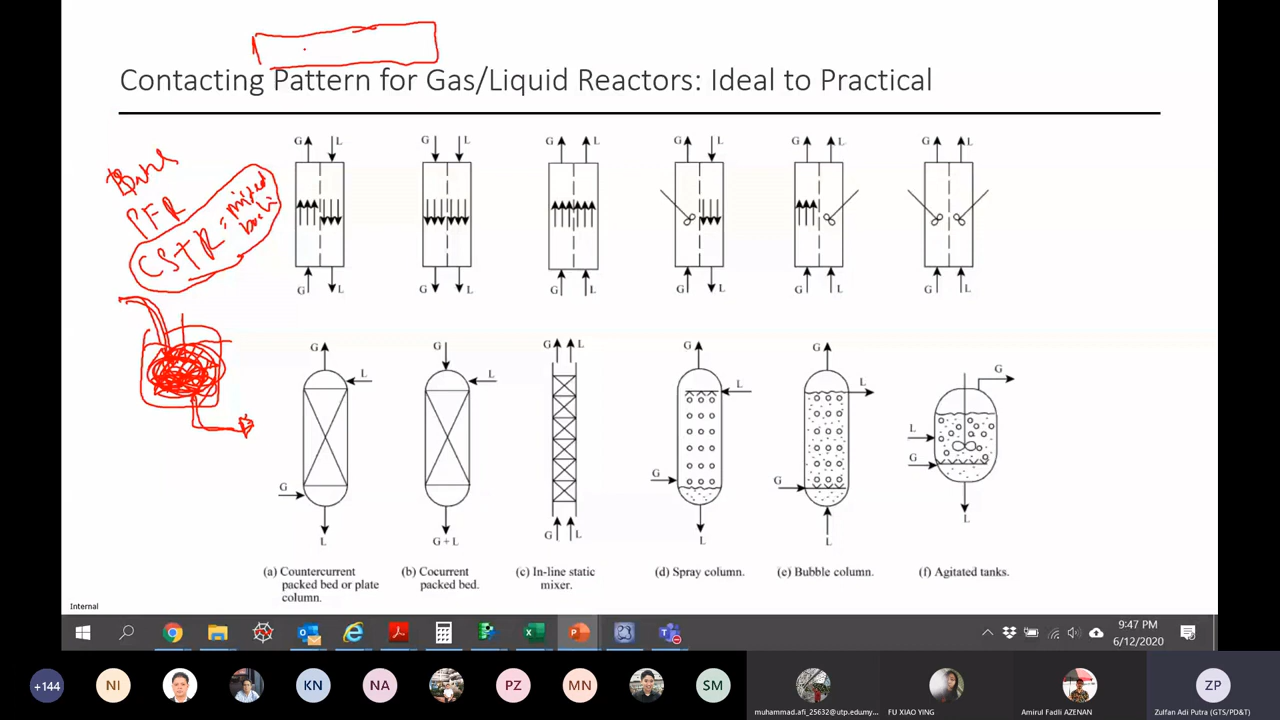 Contacting Pattern for Gas/Liquid Reactors: Ideal to Practical
PFR
CSTR = mixed
G L G L G L G L G L G L
G L G L G L G L G L G L
G L G L G L G L G L G
G L G + L G L G L G L L G L
(a) Countercurrent
packed bed or plate
column.
(b) Cocurrent
packed bed.
(c) In-line static
mixer.
(d) Spray column.
(e) Bubble column.
(f) Agitated tanks.
Internal
9:47 PM
6/12/2020
+144
NI
KN
NA
PZ
MN
SM
ZP
muhammad.afi_25632@utp.edu.my...
FU XIAO YING
Amirul Fadli AZENAN
Zulfan Adi Putra (GTS/PD&T)